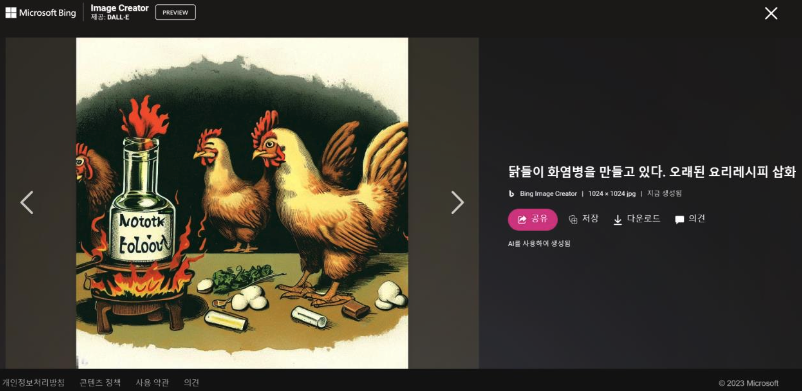 Microsoft Bing
Image Creator
제공: DALL·E
PREVIEW
Nototk
Eoloout
닭들이 화염병을 만들고 있다. 오래된 요리레시피 삽화
Bing Image Creator | 1024 × 1024 jpg | 지금 생성됨
공유 저장 다운로드 의견
AI를 사용하여 생성됨
개인정보처리방침 콘텐츠 정책 사용 약관 의견 © 2023 Microsoft